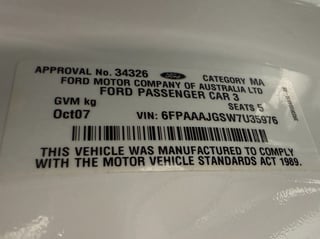 APPROVAL No. 34326 Ford CATEGORY MA
FORD MOTOR COMPANY OF AUSTRALIA LTD
FORD PASSENGER CAR 3
GVM kg SEATS 5
Oct07 VIN: 6FPAAAJGSW7U35976
THIS VEHICLE WAS MANUFACTURED TO COMPLY
WITH THE MOTOR VEHICLE STANDARDS ACT 1989.